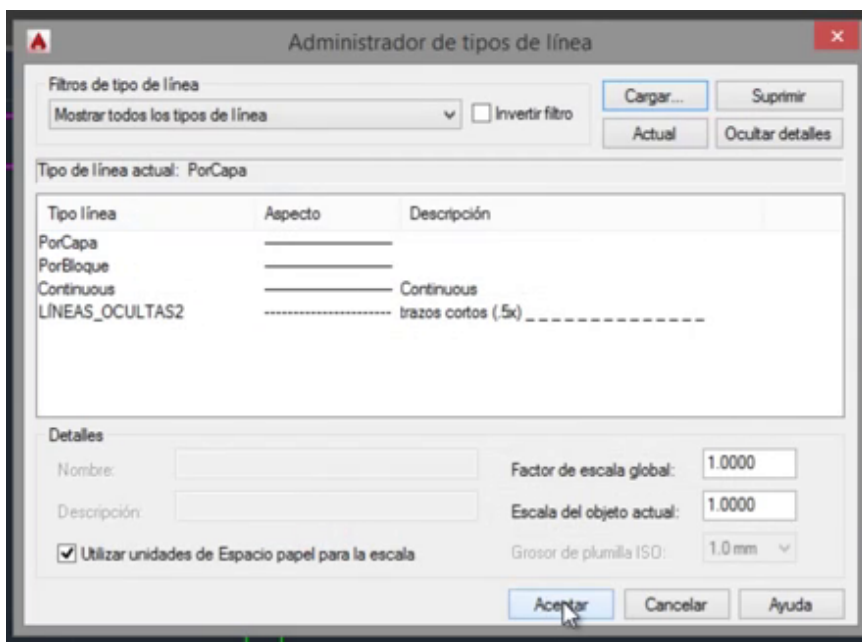 Administrador de tipos de línea
Filtros de tipo de línea
Mostrar todos los tipos de línea
Invertir filtro
Cargar...
Suprimir
Actual
Ocultar detalles
Tipo de línea actual: PorCapa
Tipo línea Aspecto Descripción
PorCapa
PorBloque
Continuous Continuous
LÍNEAS_OCULTAS2 trazos cortos (.5x) _ _ _ _ _ _ _ _ _ _ _ _ _ _
Detalles
Nombre:
Factor de escala global: 1.0000
Descripción:
Escala del objeto actual: 1.0000
Utilizar unidades de Espacio papel para la escala
Grosor de plumilla ISO: 1.0 mm
Aceptar Cancelar Ayuda